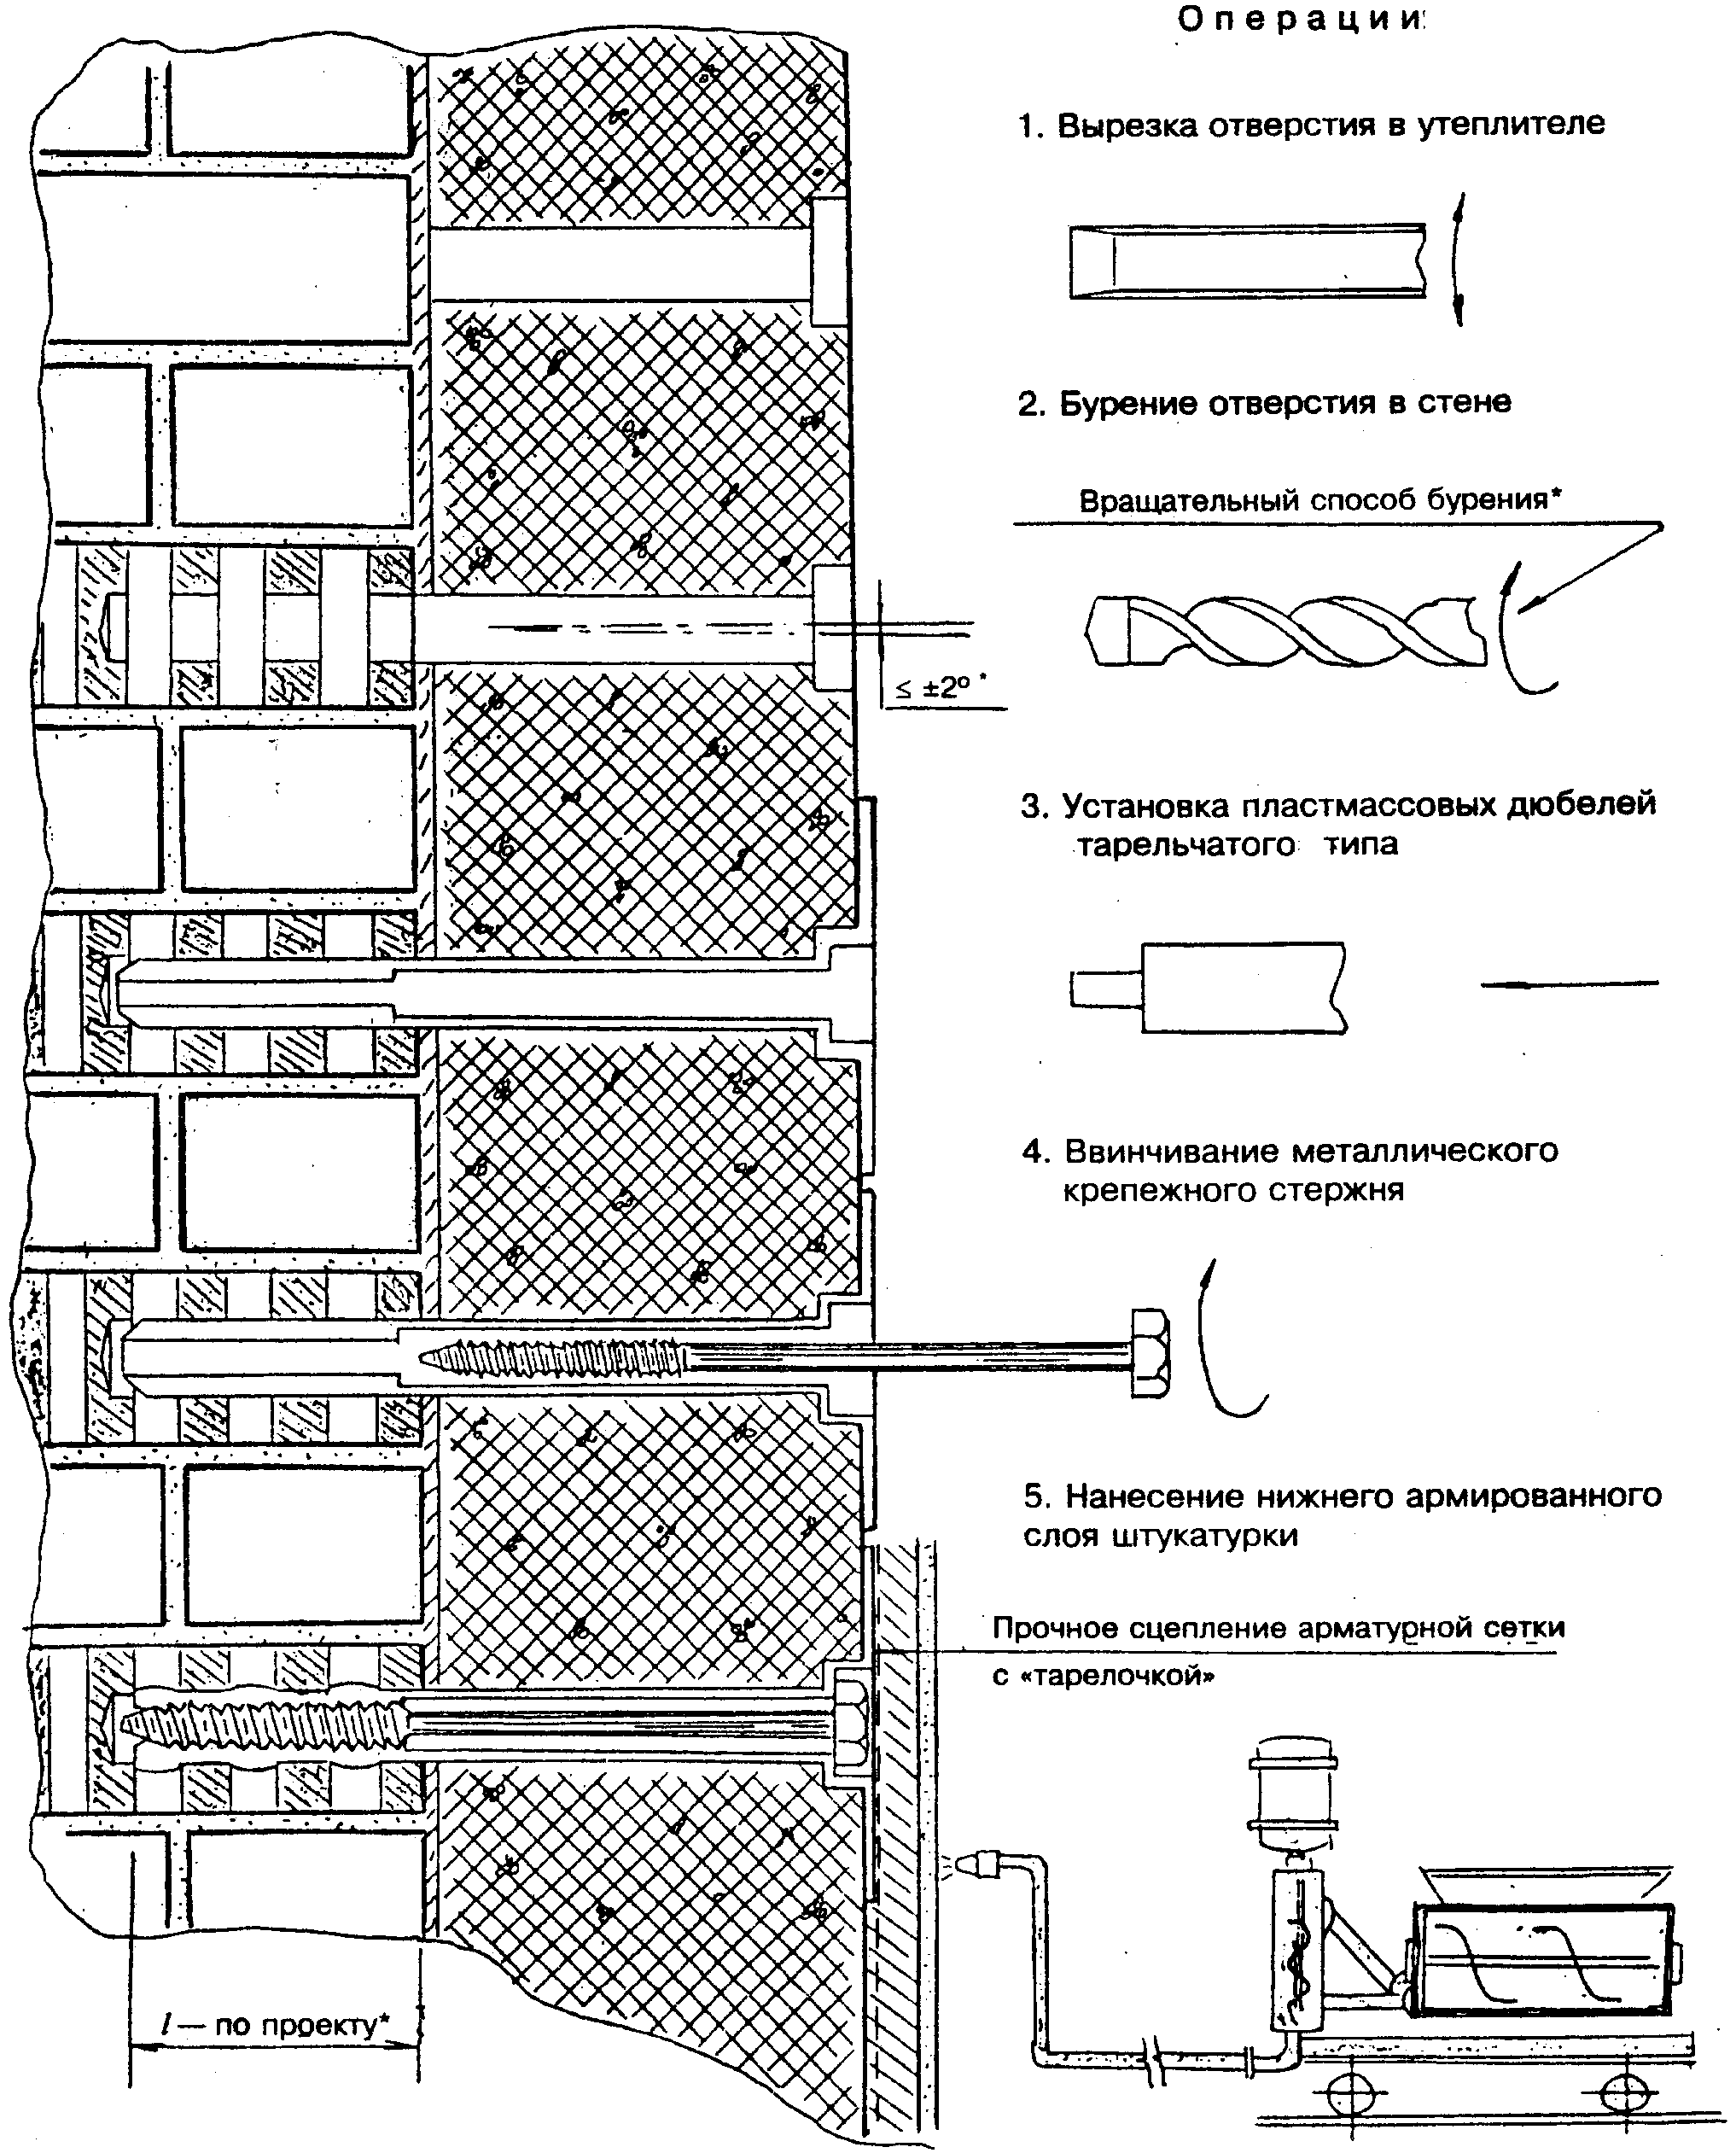 Операции:
1. Вырезка отверстия в утеплителе
2. Бурение отверстия в стене
Вращательный способ бурения*
≤ ±2° *
3. Установка пластмассовых дюбелей
тарельчатого типа
4. Ввинчивание металлического
крепежного стержня
5. Нанесение нижнего армированного
слоя штукатурки
Прочное сцепление арматурной сетки
с «тарелочкой»
l — по проекту*